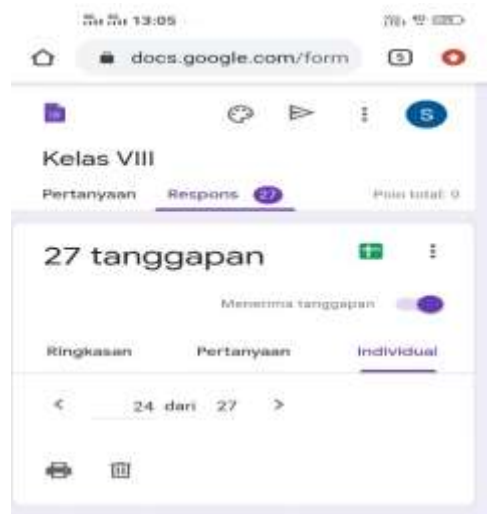 13:05
docs.google.com/form 5
S
Kelas VIII
Pertanyaan Respons 27 Poin total: 0
27 tanggapan
Menerima tanggapan
Ringkasan Pertanyaan Individual
< 24 dari 27 >